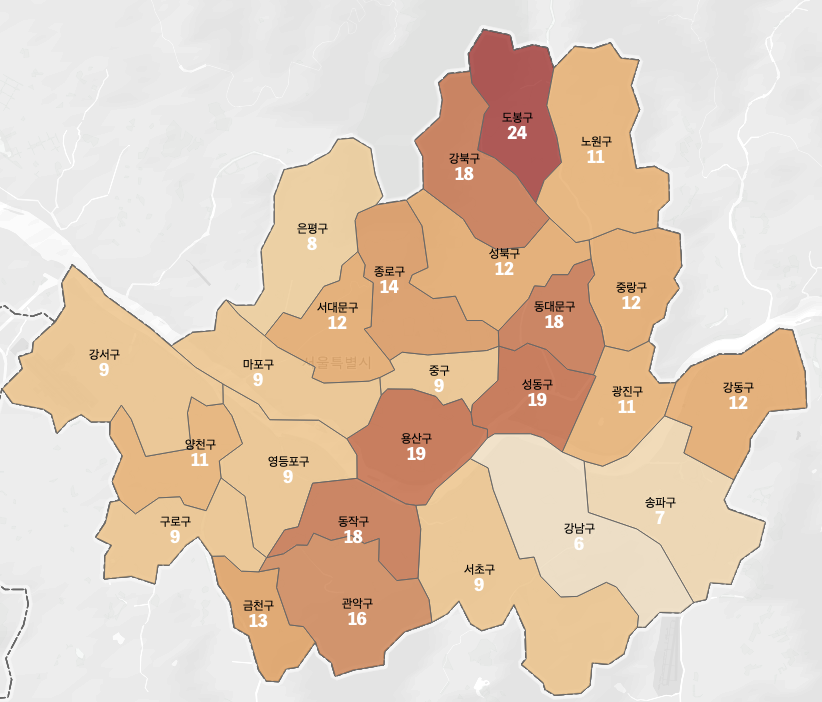 도봉구
24
노원구
11
강북구
18
은평구
8
성북구
12
종로구
14
중랑구
12
서대문구
12
동대문구
18
강서구
9
마포구
9
서울특별시
중구
9
성동구
19
광진구
11
강동구
12
양천구
11
용산구
19
영등포구
9
송파구
7
구로구
9
동작구
18
강남구
6
서초구
9
금천구
13
관악구
16